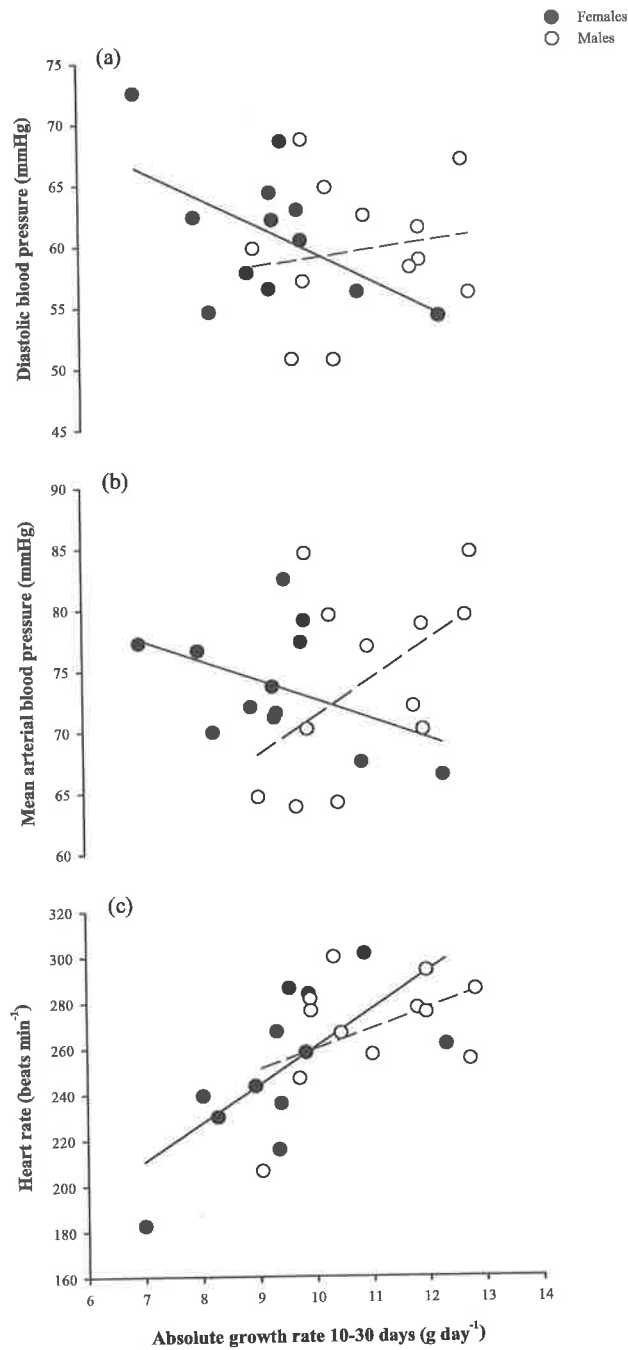 Females
Males
(a)
75
70
65
60
55
50
45
Diastolic blood pressure (mmHg)
(b)
90
85
80
75
70
65
60
Mean arterial blood pressure (mmHg)
(c)
320
300
280
260
240
220
200
180
160
Heart rate (beats min⁻¹)
6 7 8 9 10 11 12 13 14
Absolute growth rate 10-30 days (g day⁻¹)